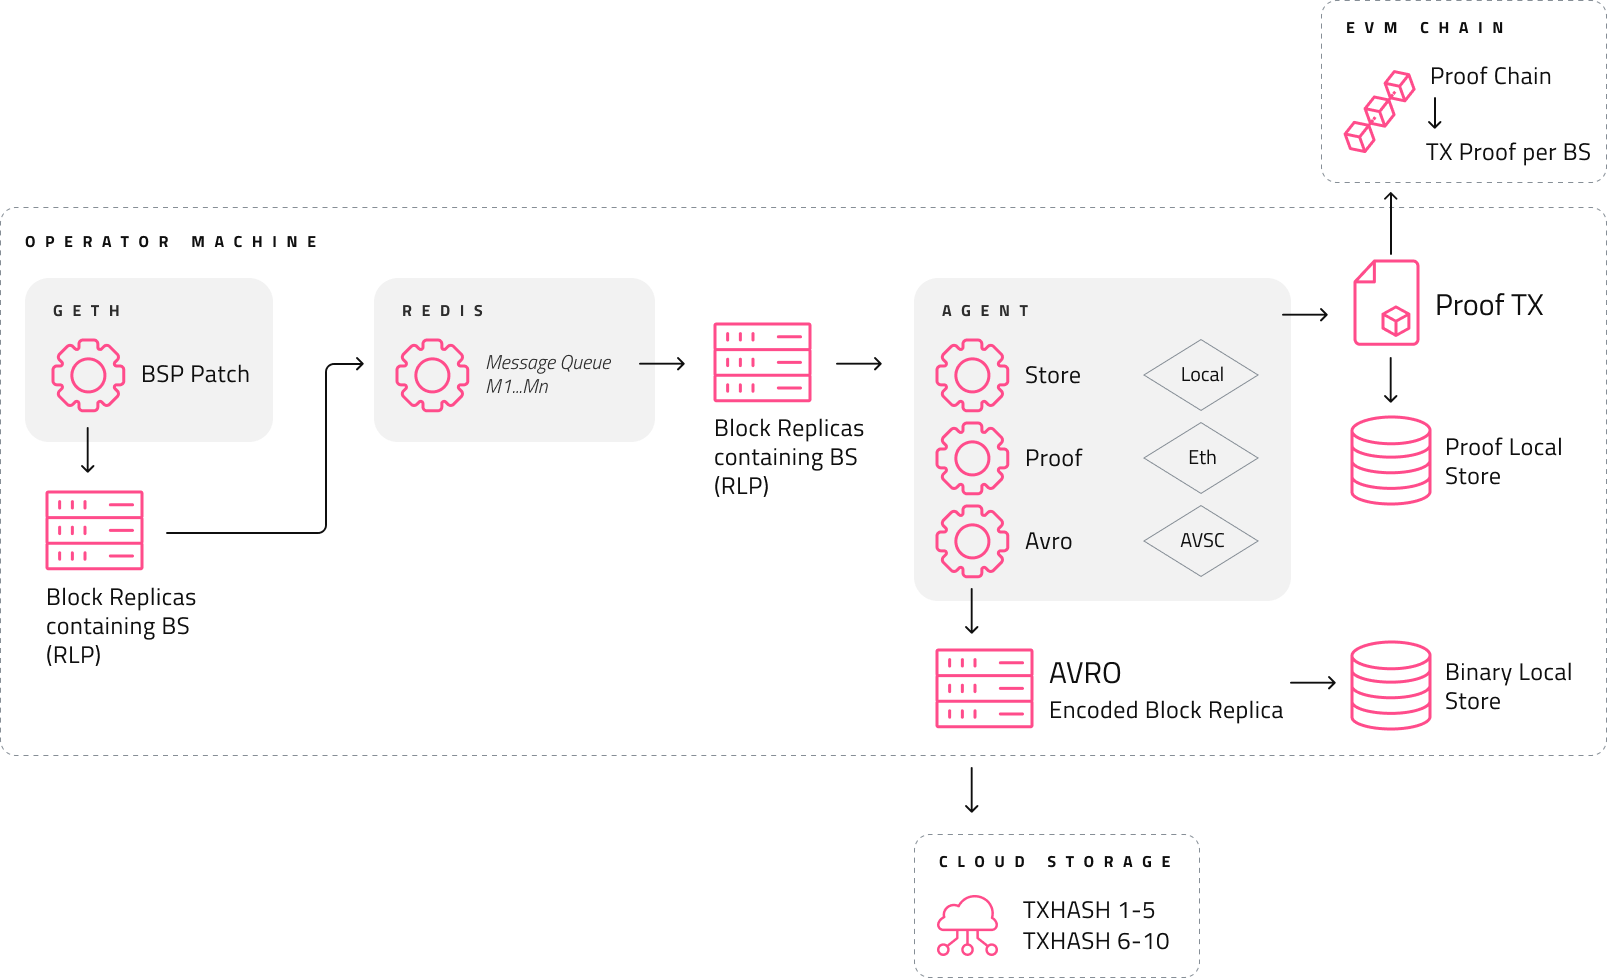 EVM CHAIN
Proof Chain
TX Proof per BS
OPERATOR MACHINE
GETH
BSP Patch
Block Replicas
containing BS
(RLP)
REDIS
Message Queue
M1...Mn
Block Replicas
containing BS
(RLP)
AGENT
Store
Local
Proof
Eth
Avro
AVSC
Proof TX
Proof Local
Store
AVRO
Encoded Block Replica
Binary Local
Store
CLOUD STORAGE
TXHASH 1-5
TXHASH 6-10